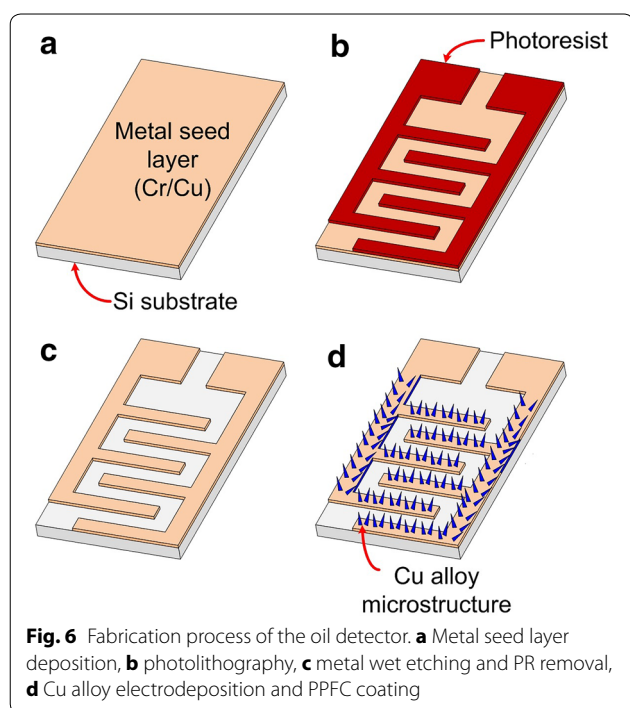 a
Metal seed
layer
(Cr/Cu)
Si substrate
b
Photoresist
c
d
Cu alloy
microstructure
Fig. 6 Fabrication process of the oil detector. a Metal seed layer
deposition, b photolithography, c metal wet etching and PR removal,
d Cu alloy electrodeposition and PPFC coating